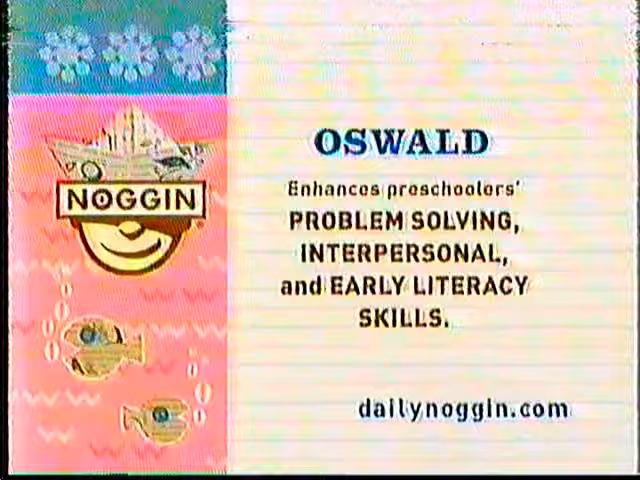 NOGGIN
OSWALD
Enhances preschoolers'
PROBLEM SOLVING,
INTERPERSONAL,
and EARLY LITERACY
SKILLS.
dailynoggin.com